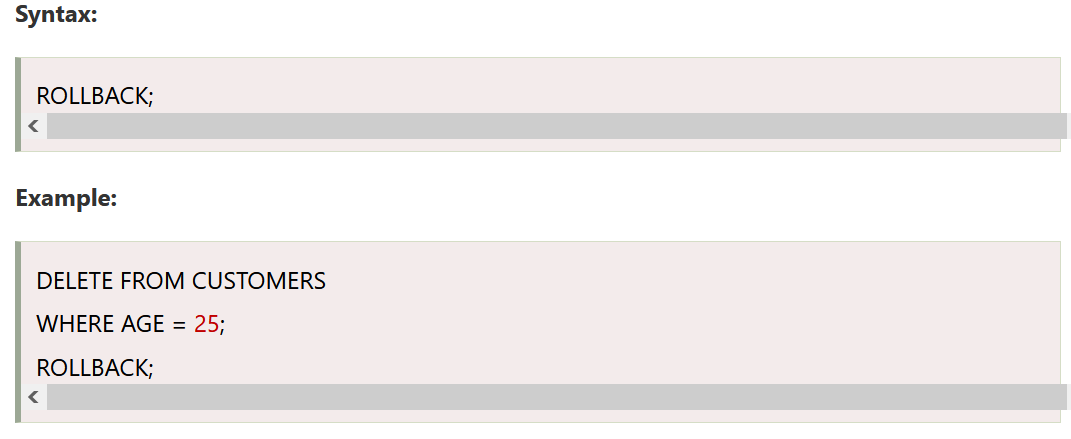 Syntax:
ROLLBACK;
Example:
DELETE FROM CUSTOMERS
WHERE AGE = 25;
ROLLBACK;